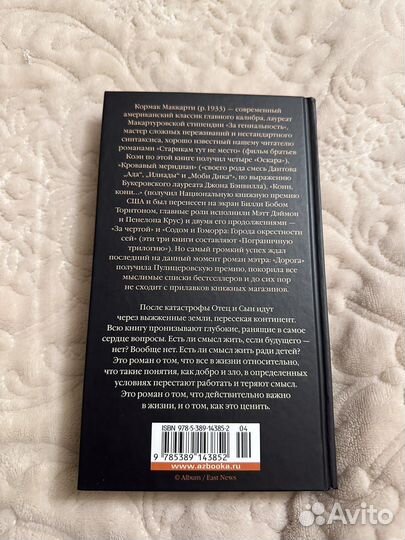 Кормак Маккарти (р. 1933) — современный
американский классик главного калибра, лауреат
Макартуровской стипендии «За гениальность»,
мастер сложных переживаний и нестандартного
синтаксиса, хорошо известный нашему читателю
романами «Старикам тут не место» (фильм братьев
Коэн по этой книге получил четыре «Оскара»),
«Кровавый меридиан» («своего рода смесь Дантова
„Ада“, „Илиады“ и „Моби Дика“», по выражению
Букеровского лауреата Джона Бэнвилла), «Кони,
кони...» (получил Национальную книжную премию
США и был перенесен на экран Билли Бобом
Торнтоном, главные роли исполнили Мэтт Дэймон
и Пенелопа Крус) и двумя его продолжениями —
«За чертой» и «Содом и Гоморра: Города окрестности
сей» (эти три книги составляют «Пограничную
трилогию»). Но самый громкий успех ждал
последний на данный момент роман мэтра: «Дорога»
получила Пулицеровскую премию, покорила все
мыслимые списки бестселлеров и до сих пор
не сходит с прилавков книжных магазинов.
После катастрофы Отец и Сын идут
через выжженные земли, пересекая континент.
Всю книгу пронизывают глубокие, ранящие в самое
сердце вопросы. Есть ли смысл жить, если будущего —
нет? Вообще нет. Есть ли смысл жить ради детей?
Это роман о том, что все в жизни относительно,
что такие понятия, как добро и зло, в определенных
условиях перестают работать и теряют смысл.
Это роман о том, что действительно важно
в жизни, и о том, как это ценить.
ISBN 978-5-389-14385-2
04
9 785389 143852
www.azbooka.ru
© Album / East News
Avito